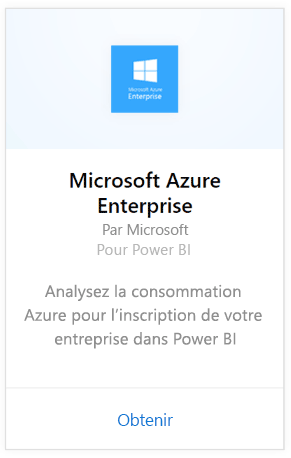 Microsoft Azure
Enterprise
Microsoft Azure
Enterprise
Par Microsoft
Pour Power BI
Analysez la consommation
Azure pour l’inscription de votre
entreprise dans Power BI
Obtenir